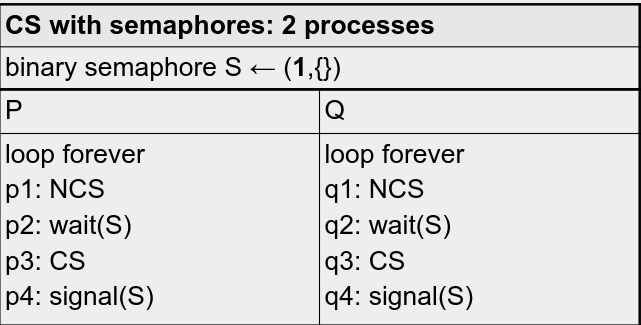 CS with semaphores: 2 processes
binary semaphore S ← (1,{})
P
Q
loop forever
p1: NCS
p2: wait(S)
p3: CS
p4: signal(S)
loop forever
q1: NCS
q2: wait(S)
q3: CS
q4: signal(S)